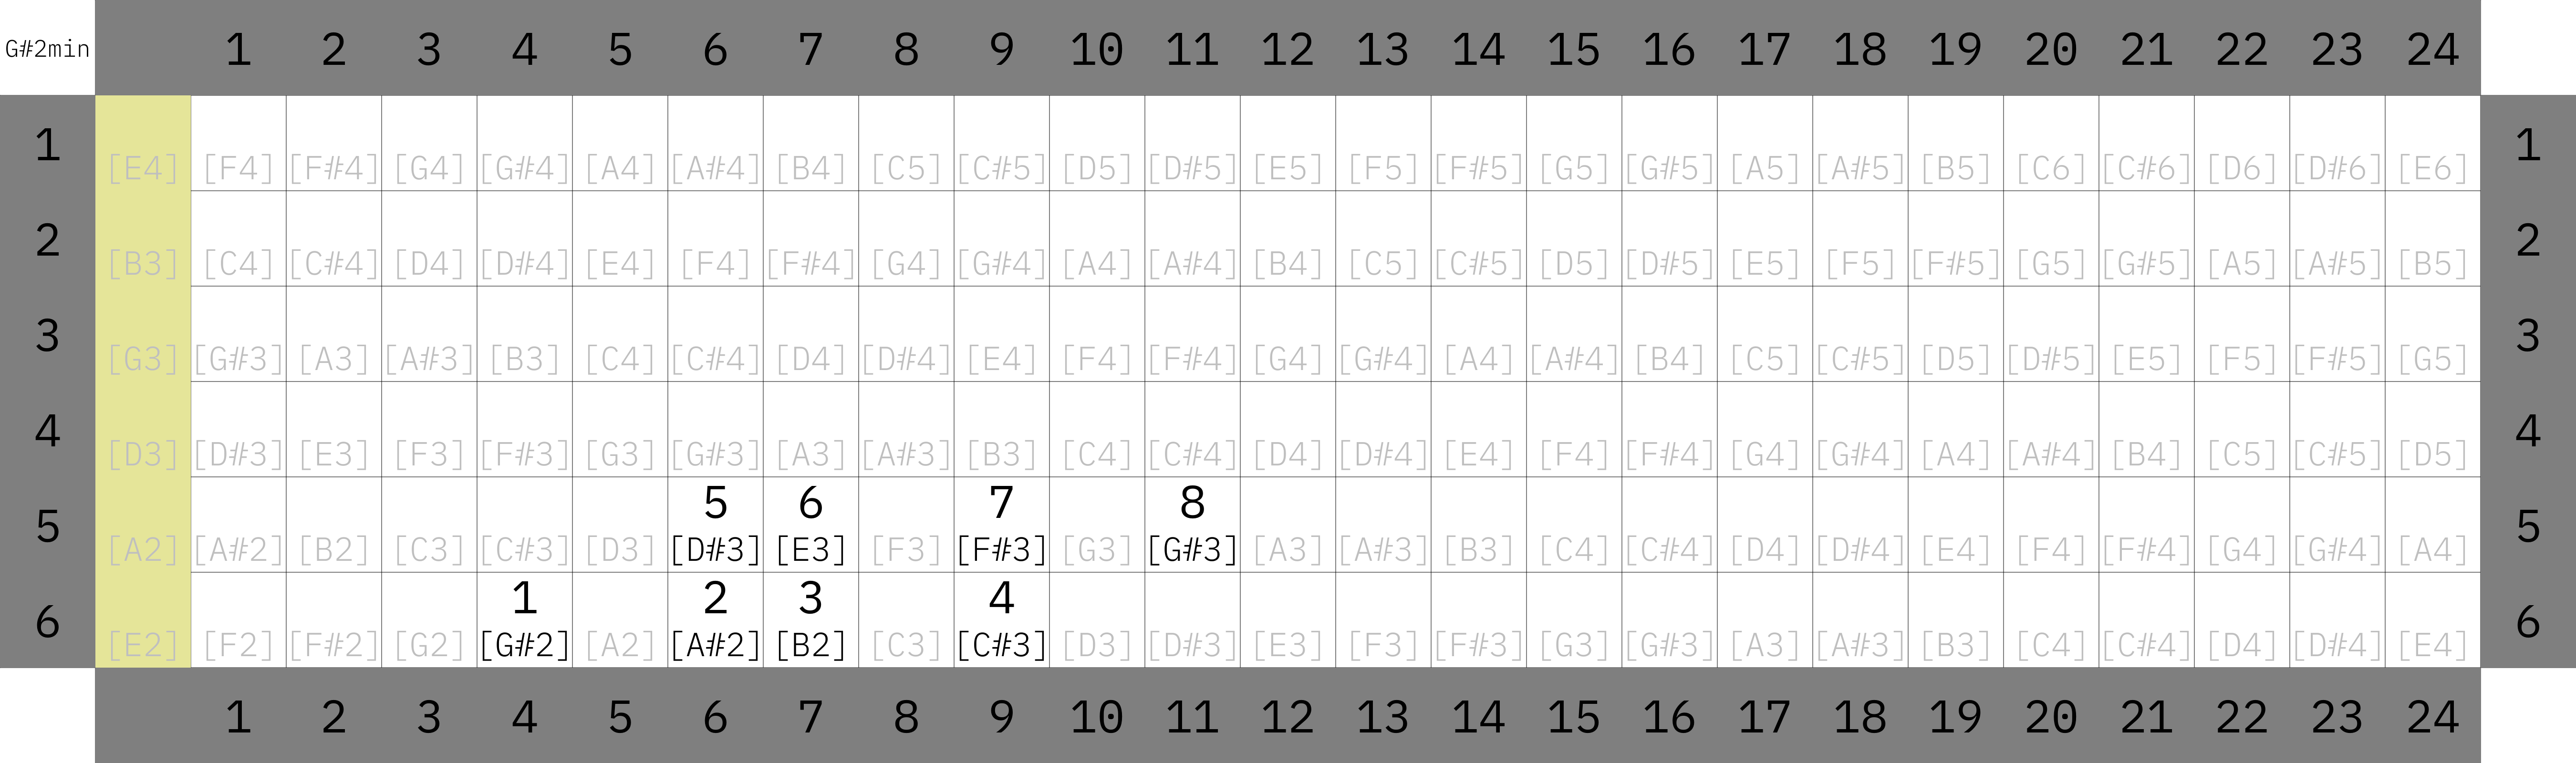 G#2min 1 2 3 4 5 6 7 8 9 10 11 12 13 14 15 16 17 18 19 20 21 22 23 24
1 [E4] [F4] [F#4] [G4] [G#4] [A4] [A#4] [B4] [C5] [C#5] [D5] [D#5] [E5] [F5] [F#5] [G5] [G#5] [A5] [A#5] [B5] [C6] [C#6] [D6] [D#6] [E6] 1
2 [B3] [C4] [C#4] [D4] [D#4] [E4] [F4] [F#4] [G4] [G#4] [A4] [A#4] [B4] [C5] [C#5] [D5] [D#5] [E5] [F5] [F#5] [G5] [G#5] [A5] [A#5] [B5] 2
3 [G3] [G#3] [A3] [A#3] [B3] [C4] [C#4] [D4] [D#4] [E4] [F4] [F#4] [G4] [G#4] [A4] [A#4] [B4] [C5] [C#5] [D5] [D#5] [E5] [F5] [F#5] [G5] 3
4 [D3] [D#3] [E3] [F3] [F#3] [G3] [G#3] [A3] [A#3] [B3] [C4] [C#4] [D4] [D#4] [E4] [F4] [F#4] [G4] [G#4] [A4] [A#4] [B4] [C5] [C#5] [D5] 4
5 6 7 8
5 [A2] [A#2] [B2] [C3] [C#3] [D3] [D#3] [E3] [F3] [F#3] [G3] [G#3] [A3] [A#3] [B3] [C4] [C#4] [D4] [D#4] [E4] [F4] [F#4] [G4] [G#4] [A4] 5
1 2 3 4
6 [E2] [F2] [F#2] [G2] [G#2] [A2] [A#2] [B2] [C3] [C#3] [D3] [D#3] [E3] [F3] [F#3] [G3] [G#3] [A3] [A#3] [B3] [C4] [C#4] [D4] [D#4] [E4] 6
1 2 3 4 5 6 7 8 9 10 11 12 13 14 15 16 17 18 19 20 21 22 23 24